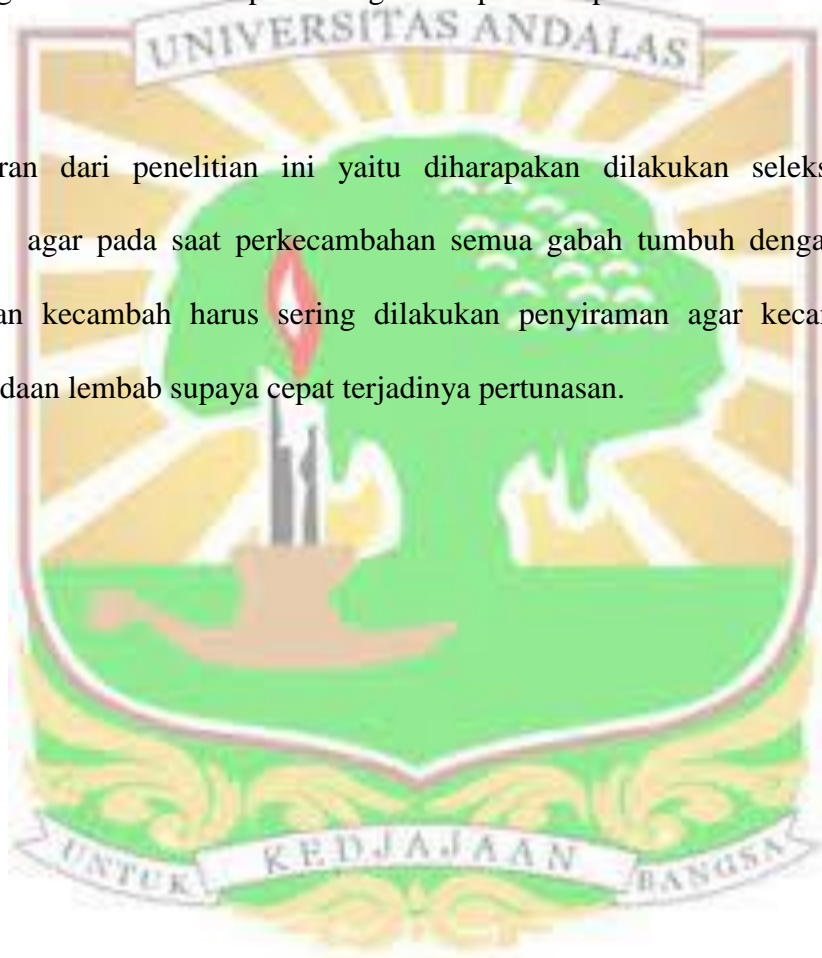 UNIVERSITAS ANDALAS
ran dari penelitian ini yaitu diharapakan dilakukan seleks
agar pada saat perkecambahan semua gabah tumbuh denga
an kecambah harus sering dilakukan penyiraman agar keca
daan lembab supaya cepat terjadinya pertunasan.
UNTUK KEDJAJAAN BANGSA